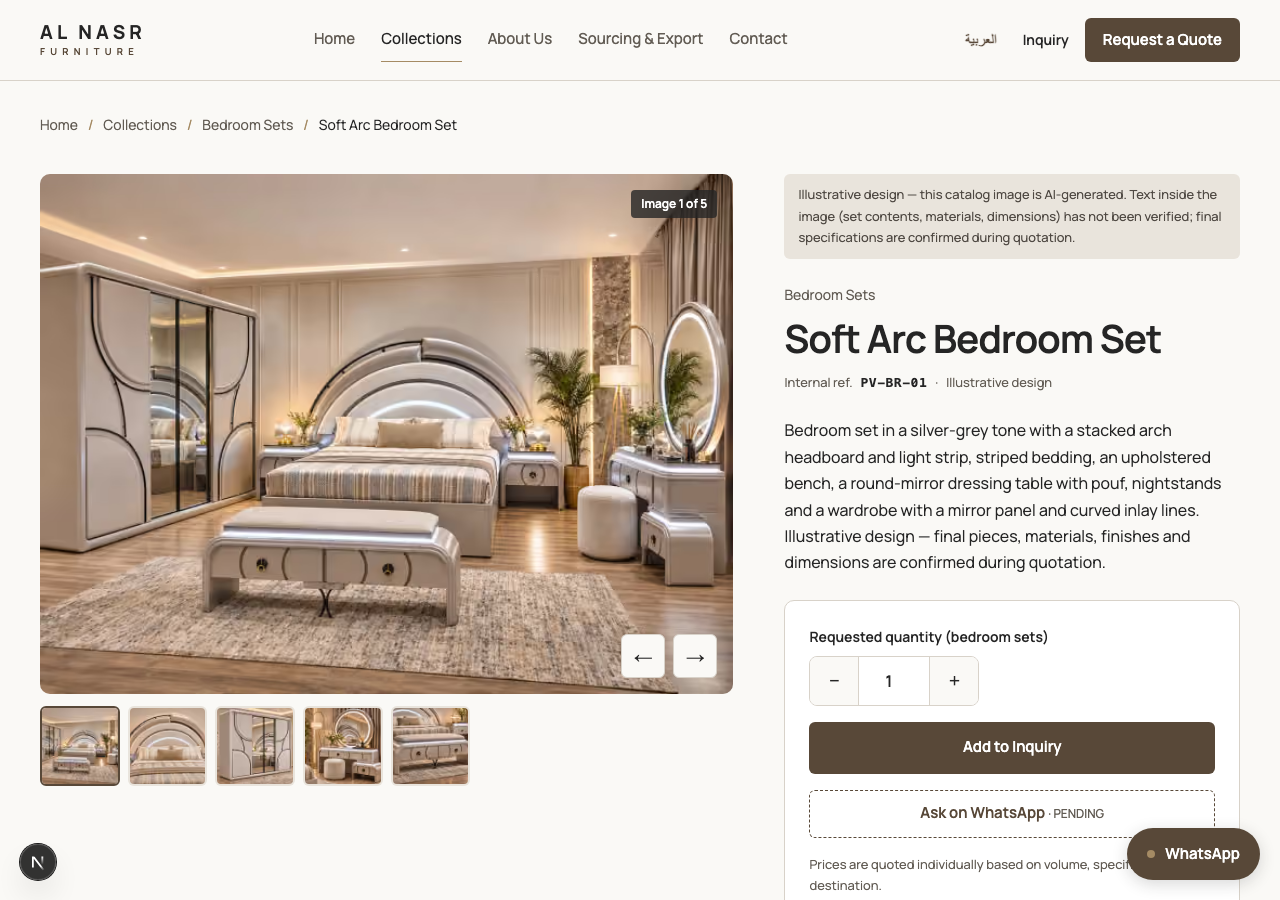 AL NASR
FURNITURE
Home
Collections
About Us
Sourcing & Export
Contact
العربية
Inquiry
Request a Quote
Home / Collections / Bedroom Sets / Soft Arc Bedroom Set
Image 1 of 5
←
→
Illustrative design — this catalog image is AI-generated. Text inside the
image (set contents, materials, dimensions) has not been verified; final
specifications are confirmed during quotation.
Bedroom Sets
Soft Arc Bedroom Set
Internal ref. PV-BR-01 · Illustrative design
Bedroom set in a silver-grey tone with a stacked arch
headboard and light strip, striped bedding, an upholstered
bench, a round-mirror dressing table with pouf, nightstands
and a wardrobe with a mirror panel and curved inlay lines.
Illustrative design — final pieces, materials, finishes and
dimensions are confirmed during quotation.
Requested quantity (bedroom sets)
− 1 +
Add to Inquiry
Ask on WhatsApp · PENDING
Prices are quoted individually based on volume,
destination.
WhatsApp
N